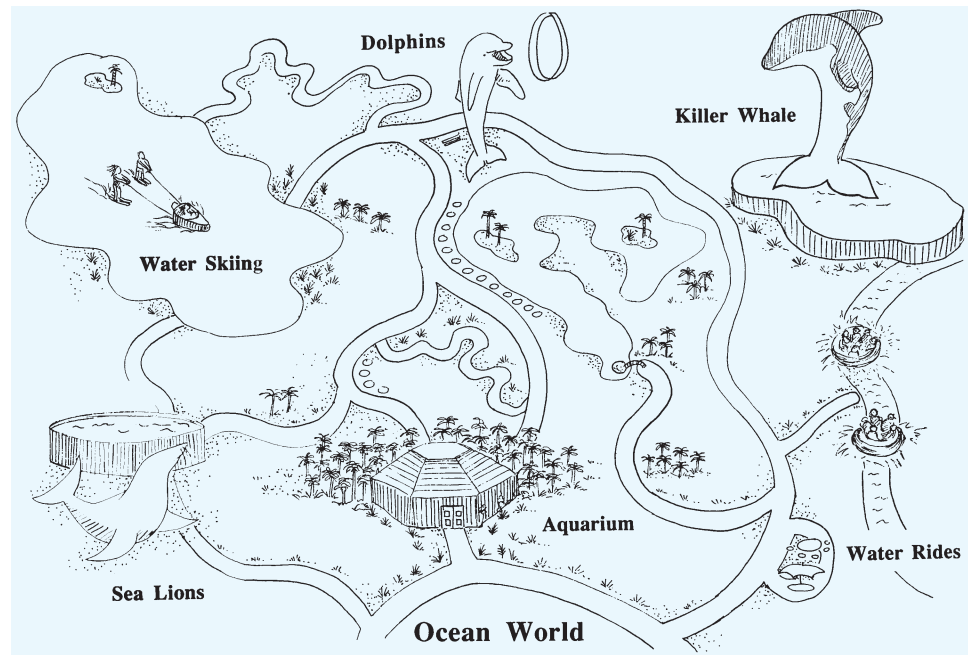 Dolphins
Killer Whale
Water Skiing
Aquarium
Water Rides
Sea Lions
Ocean World